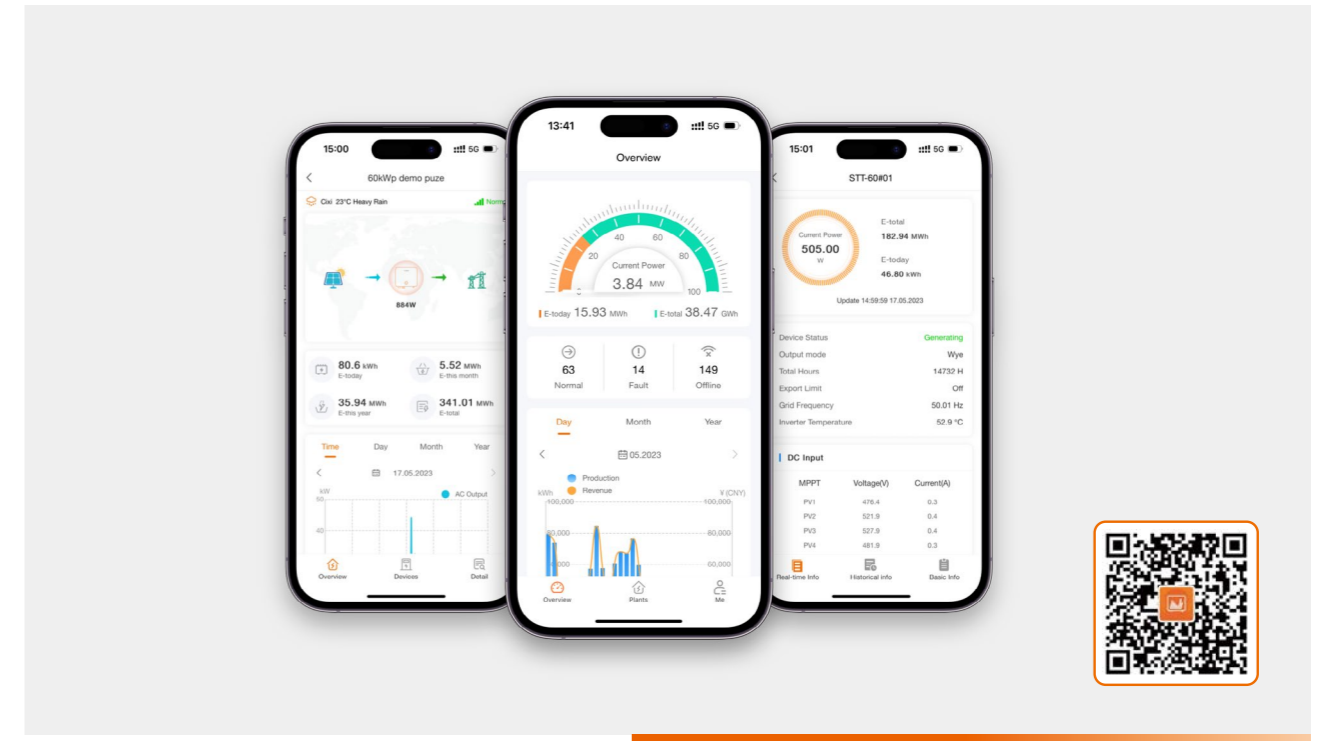 15:00
5G
60kWp demo puze
Cixi 23°C Heavy Rain
Norm
884W
80.6 kWh
E-today
5.52 MWh
E-this month
35.94 MWh
E-this year
341.01 MWh
E-total
Time Day Month Year
17.05.2023
kW
50
AC Output
40
Overview Devices Detail
13:41
5G
Overview
0 20 40 60 80 100
Current Power
3.84 MW
E-today 15.93 MWh E-total 38.47 GWh
63 14 149
Normal Fault Offline
Day Month Year
05.2023
Production
kWh Revenue ¥ (CNY)
100,000 100,000
80,000 80,000
60,000 60,000
Overview Plants Me
15:01
5G
STT-60#01
Current Power
505.00
W
E-total
182.94 MWh
E-today
46.80 kWh
Update 14:59:59 17.05.2023
Device Status Generating
Output mode Wye
Total Hours 14732 H
Export Limit Off
Grid Frequency 50.01 Hz
Inverter Temperature 52.9 °C
DC Input
MPPT Voltage(V) Current(A)
PV1 476.4 0.3
PV2 521.9 0.4
PV3 527.9 0.4
PV4 481.9 0.3
Real-time Info Historical info Basic Info